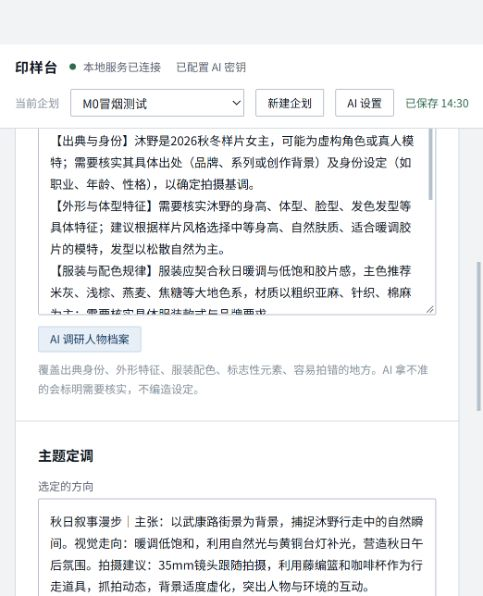 印样台 ● 本地服务已连接 已配置 AI 密钥
当前企划 M0冒烟测试 新建企划 AI 设置 已保存 14:30
【出典与身份】沐野是2026秋冬样片女主，可能为虚构角色或真人模
特；需要核实其具体出处（品牌、系列或创作背景）及身份设定（如
职业、年龄、性格），以确定拍摄基调。
【外形与体型特征】需要核实沐野的身高、体型、脸型、发色发型等
具体特征；建议根据样片风格选择中等身高、自然肤质、适合暖调胶
片的模特，发型以松散自然为主。
【服装与配色规律】服装应契合秋日暖调与低饱和胶片感，主色推荐
米灰、浅棕、燕麦、焦糖等大地色系，材质以粗织亚麻、针织、棉麻
为主；需要核实具体服装款式与品牌要求
AI 调研人物档案
覆盖出典身份、外形特征、服装配色、标志性元素、容易拍错的地方。AI 拿不准
的会标明需要核实，不编造设定。
主题定调
选定的方向
秋日叙事漫步｜主张：以武康路街景为背景，捕捉沐野行走中的自然瞬
间。视觉走向：暖调低饱和，利用自然光与黄铜台灯补光，营造秋日午
后氛围。拍摄建议：35mm镜头跟随拍摄，利用藤编篮和咖啡杯作为行
走道具，抓拍动态，背景适度虚化，突出人物与环境的互动。